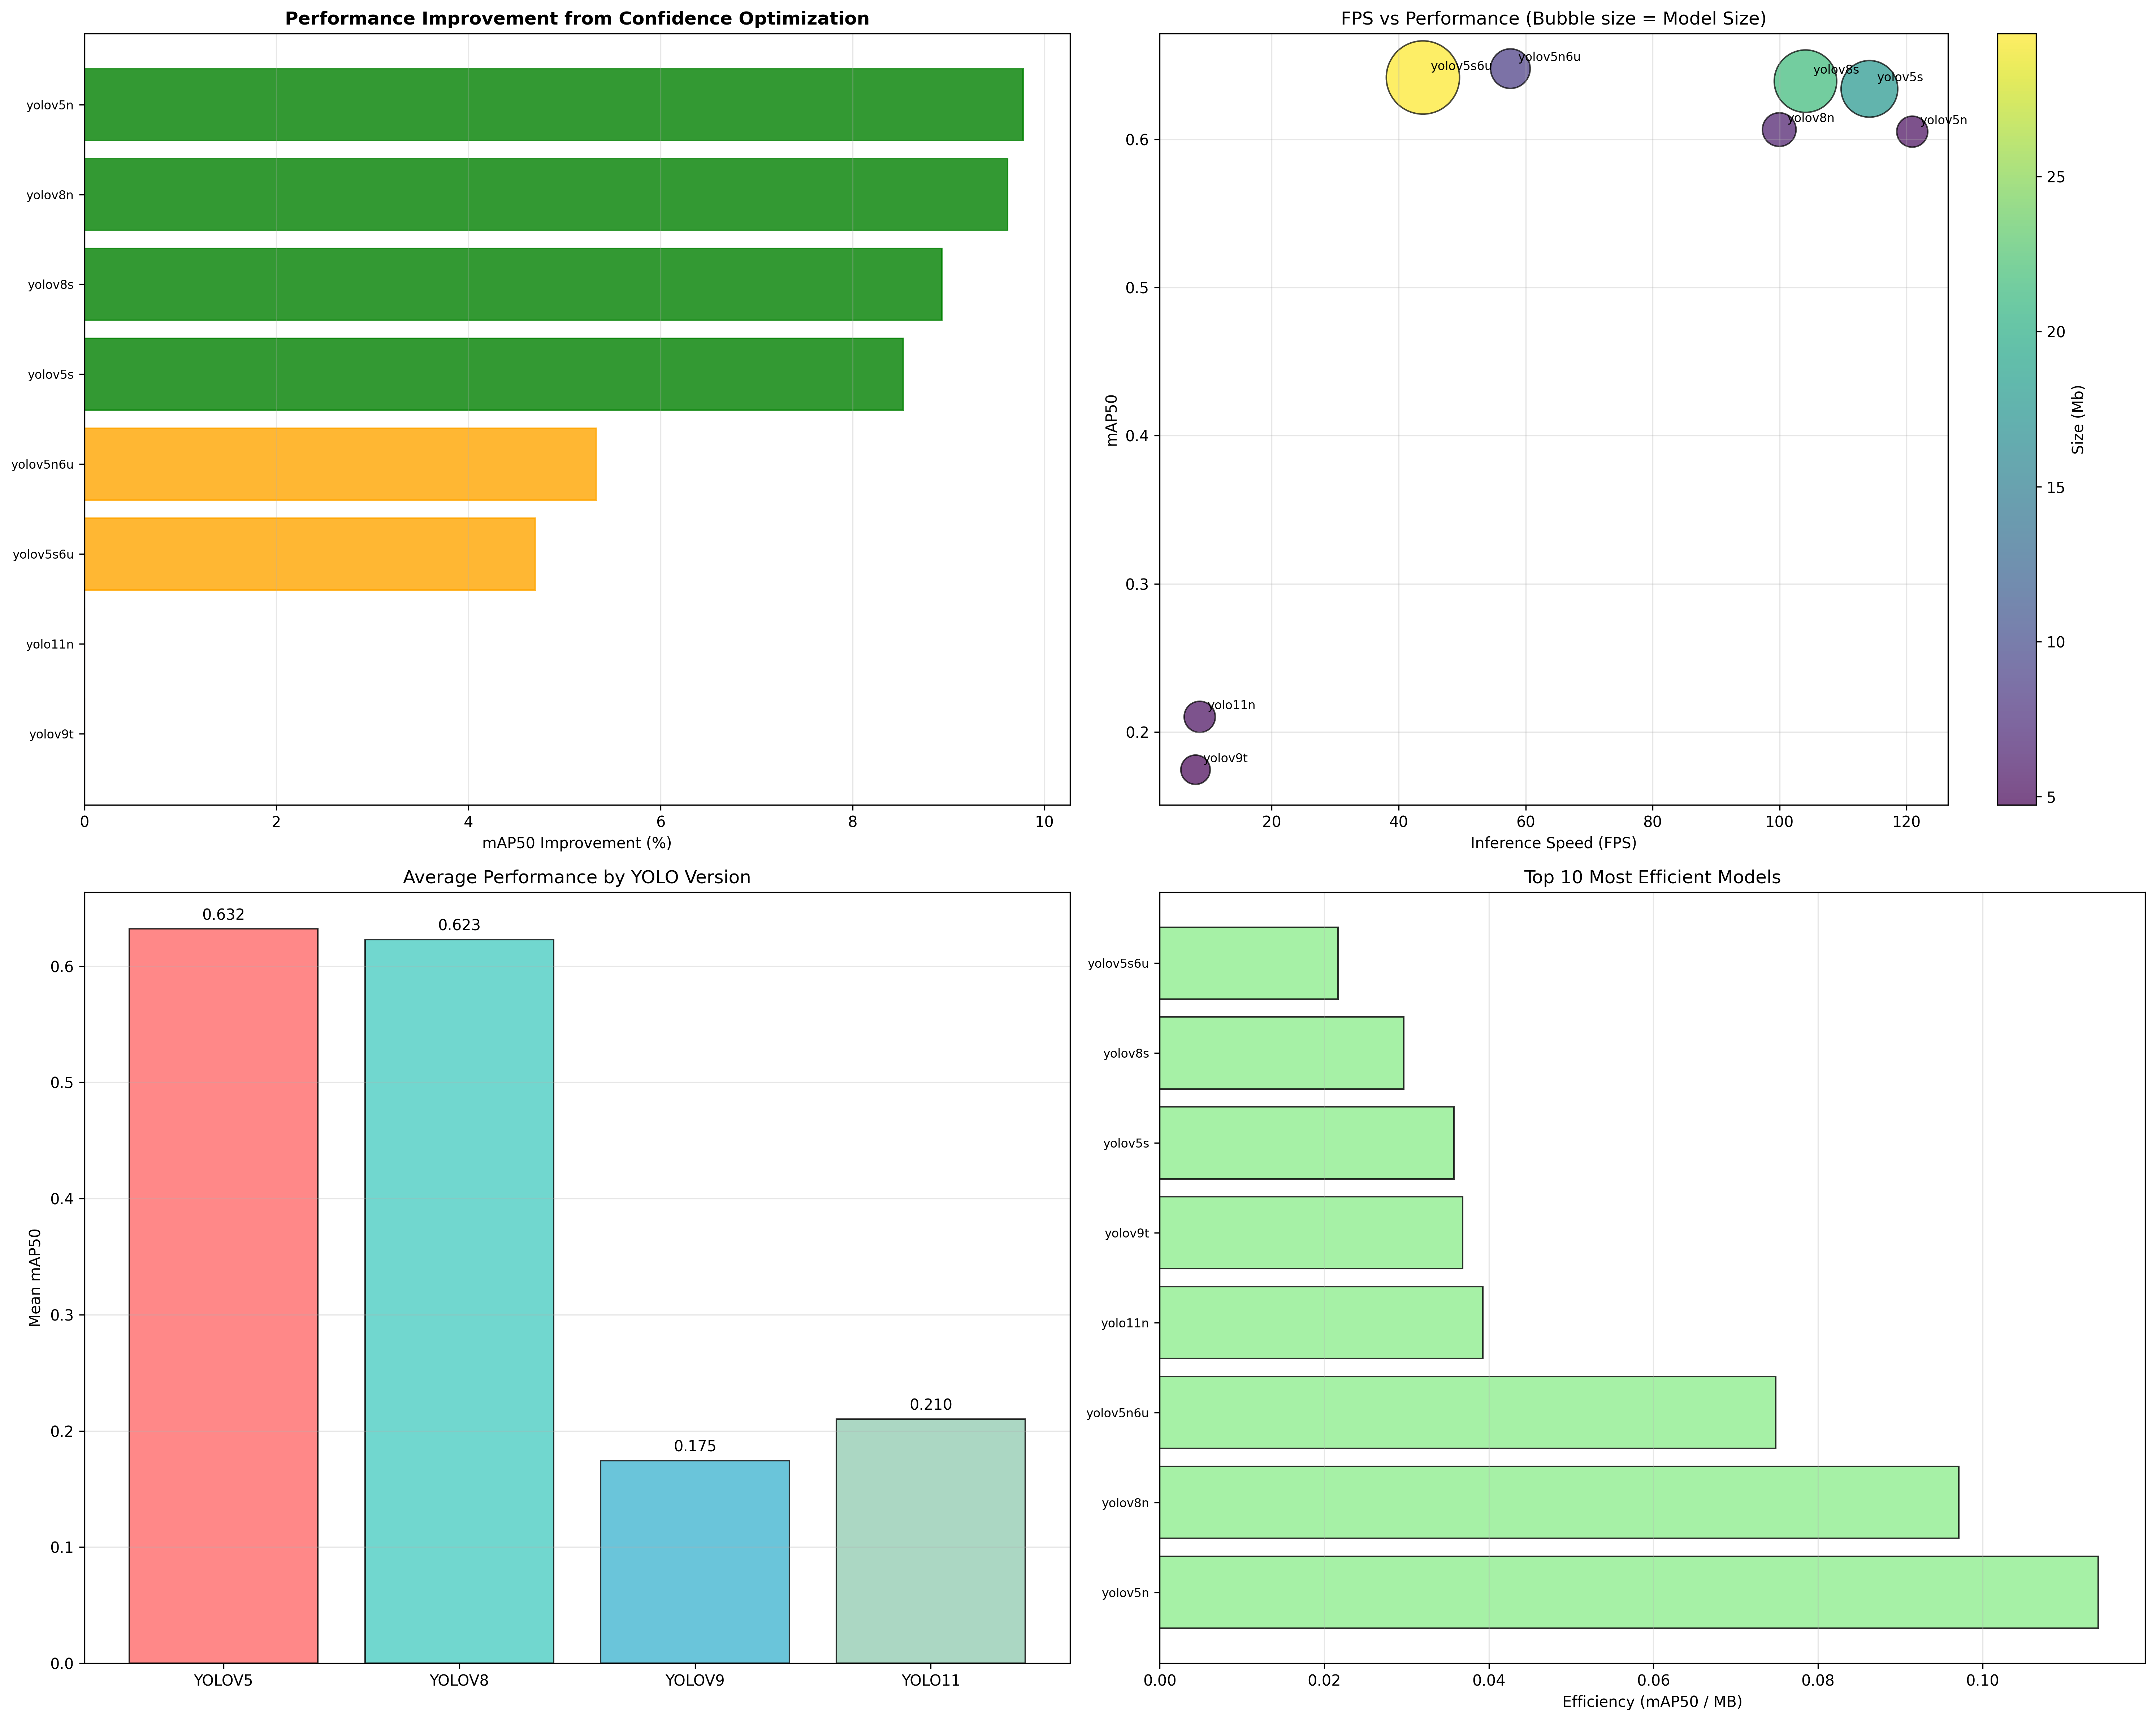 Performance Improvement from Confidence Optimization
yolov5n
yolov8n
yolov8s
yolov5s
yolov5n6u
yolov5s6u
yolo11n
yolov9t
0 2 4 6 8 10
mAP50 Improvement (%)
FPS vs Performance (Bubble size = Model Size)
mAP50
0.6
0.5
0.4
0.3
0.2
yolov5s6u
yolov5n6u
yolov8s
yolov5s
yolov8n
yolov5n
yolo11n
yolov9t
20 40 60 80 100 120
Inference Speed (FPS)
25
20
15
10
5
Size (Mb)
Average Performance by YOLO Version
Mean mAP50
0.6
0.5
0.4
0.3
0.2
0.1
0.0
0.632
0.623
0.175
0.210
YOLOV5 YOLOV8 YOLOV9 YOLO11
Top 10 Most Efficient Models
yolov5s6u
yolov8s
yolov5s
yolov9t
yolo11n
yolov5n6u
yolov8n
yolov5n
0.00 0.02 0.04 0.06 0.08 0.10
Efficiency (mAP50 / MB)